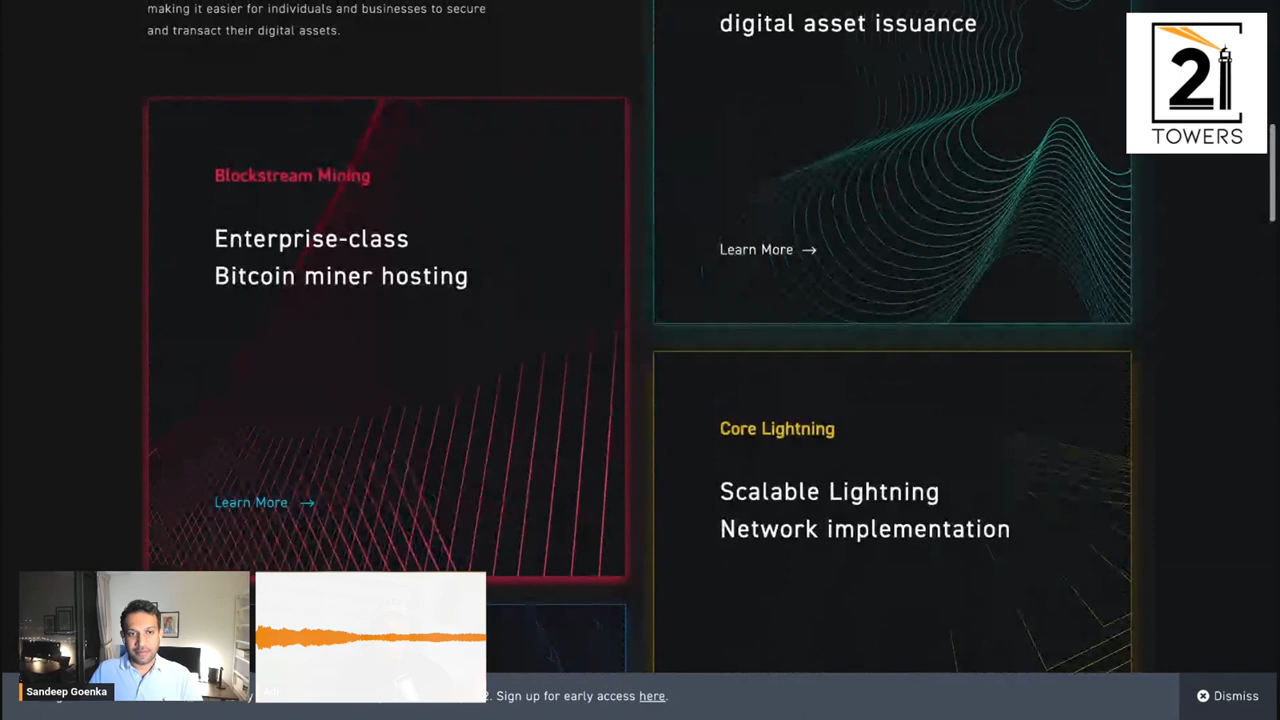 making it easier for individuals and businesses to secure
and transact their digital assets.
digital asset issuance
Learn More →
21
TOWERS
Blockstream Mining
Enterprise-class
Bitcoin miner hosting
Learn More →
Core Lightning
Scalable Lightning
Network implementation
Sandeep Goenka
Adi
2. Sign up for early access here.
Dismiss